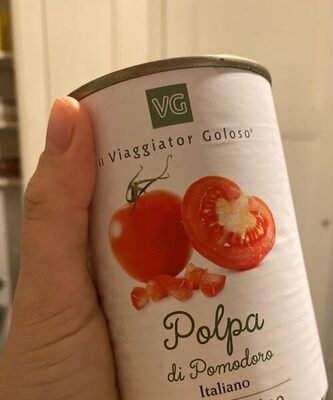 VG
il Viaggiator Goloso®
Polpa
di Pomodoro
Italiano